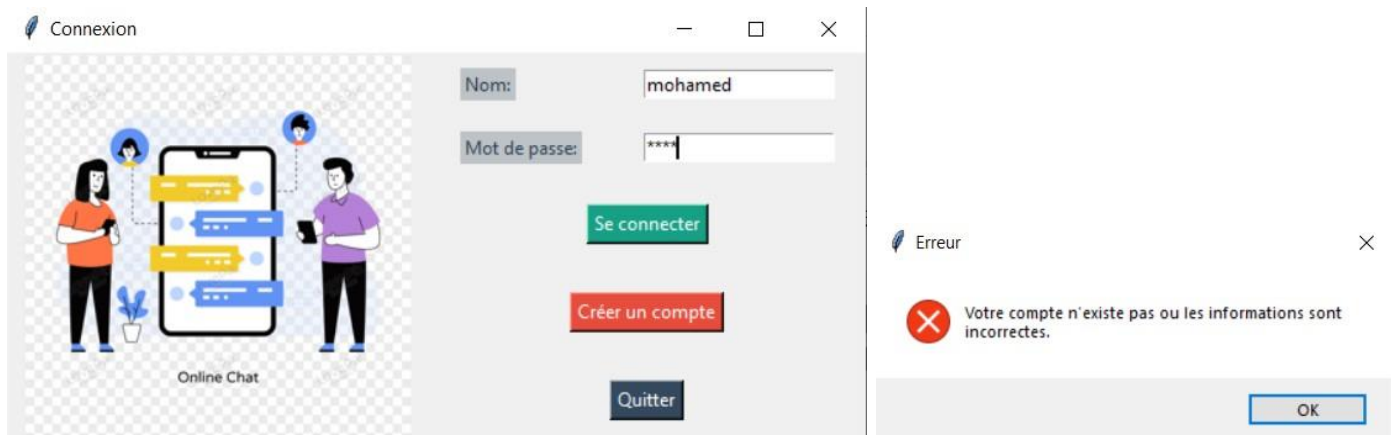 Connexion
Nom:
mohamed
Mot de passe:
****
Se connecter
Créer un compte
Quitter
Online Chat
Erreur
Votre compte n'existe pas ou les informations sont
incorrectes.
OK